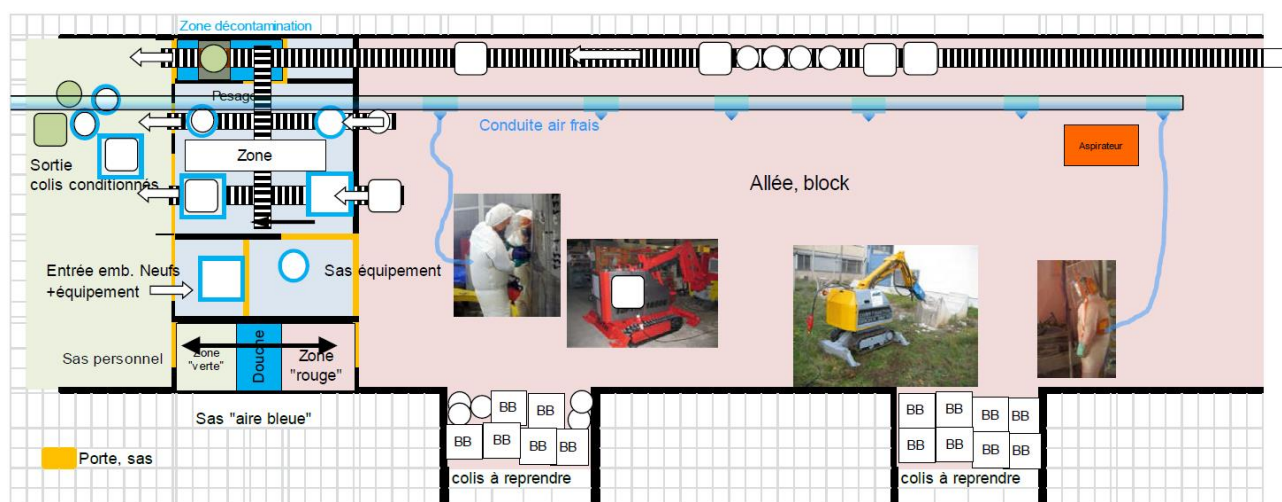 Zone décontamination
Pesage
Conduite air frais
Aspirateur
Zone
Sortie
colis conditionnés
Allée, block
Entrée emb. Neufs
+équipement
Sas équipement
Sas personnel
Zone
"verte"
Douche
Zone
"rouge"
Sas "aire bleue"
BB
BB
BB
BB
BB
BB
BB
BB
BB
BB
BB
BB
BB
BB
Porte, sas
colis à reprendre
colis à reprendre